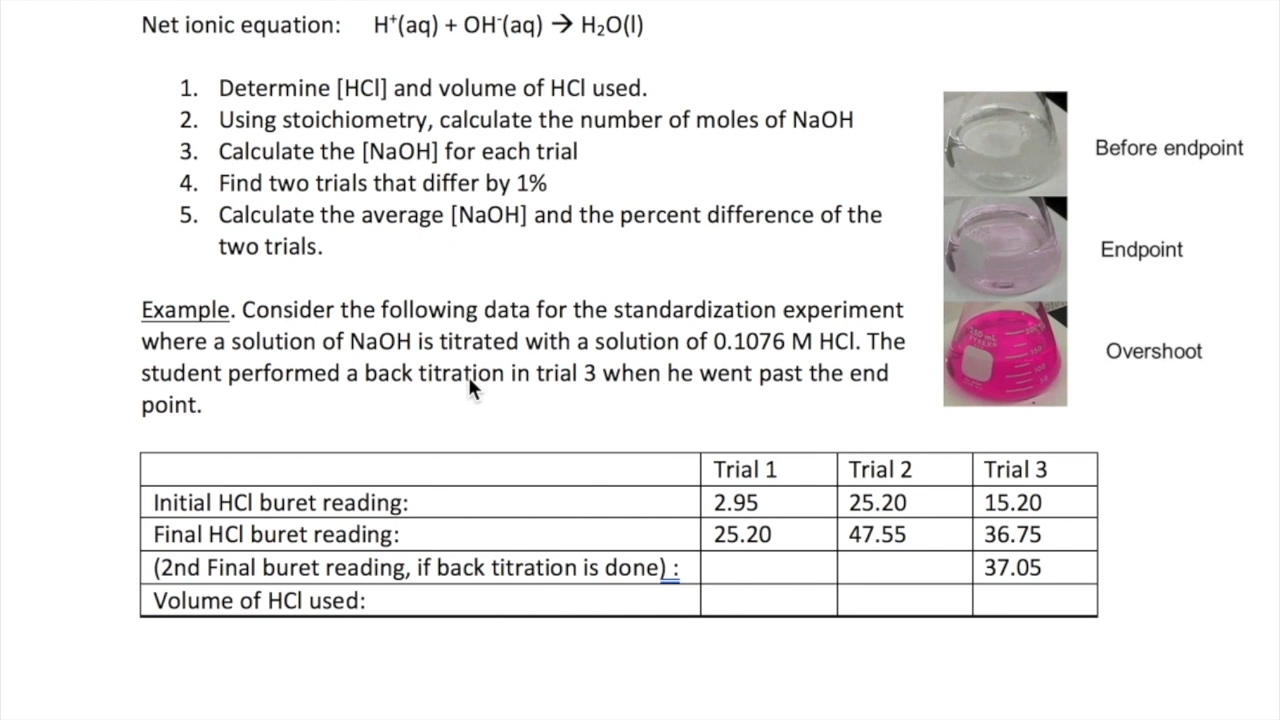 Net ionic equation: H⁺(aq) + OH⁻(aq) → H₂O(l)
1. Determine [HCl] and volume of HCl used.
2. Using stoichiometry, calculate the number of moles of NaOH
3. Calculate the [NaOH] for each trial
4. Find two trials that differ by 1%
5. Calculate the average [NaOH] and the percent difference of the
two trials.
Before endpoint
Endpoint
Overshoot
Example. Consider the following data for the standardization experiment
where a solution of NaOH is titrated with a solution of 0.1076 M HCl. The
student performed a back titration in trial 3 when he went past the end
point.
Trial 1 Trial 2 Trial 3
Initial HCl buret reading: 2.95 25.20 15.20
Final HCl buret reading: 25.20 47.55 36.75
(2nd Final buret reading, if back titration is done) : 37.05
Volume of HCl used: